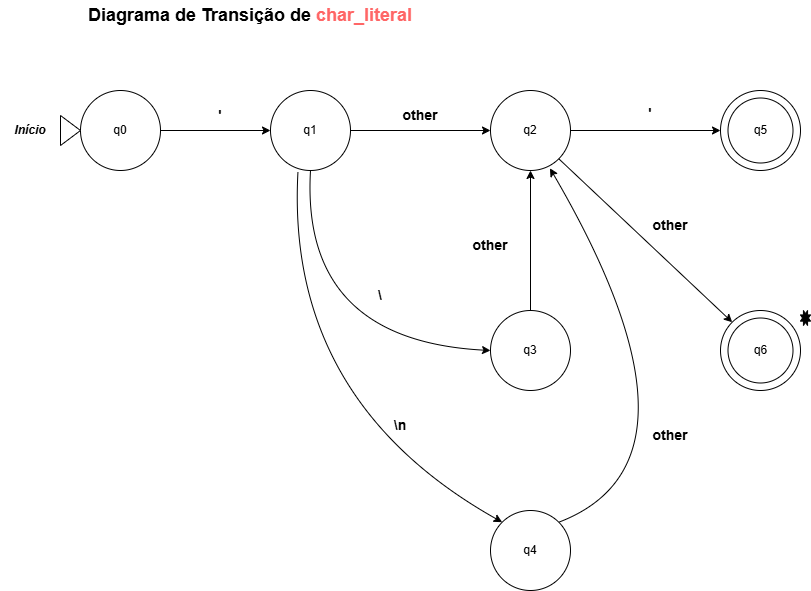 Diagrama de Transição de char_literal
Início
q0
'
q1
other
q2
'
q5
other
other
\
q3
q6
\n
other
q4